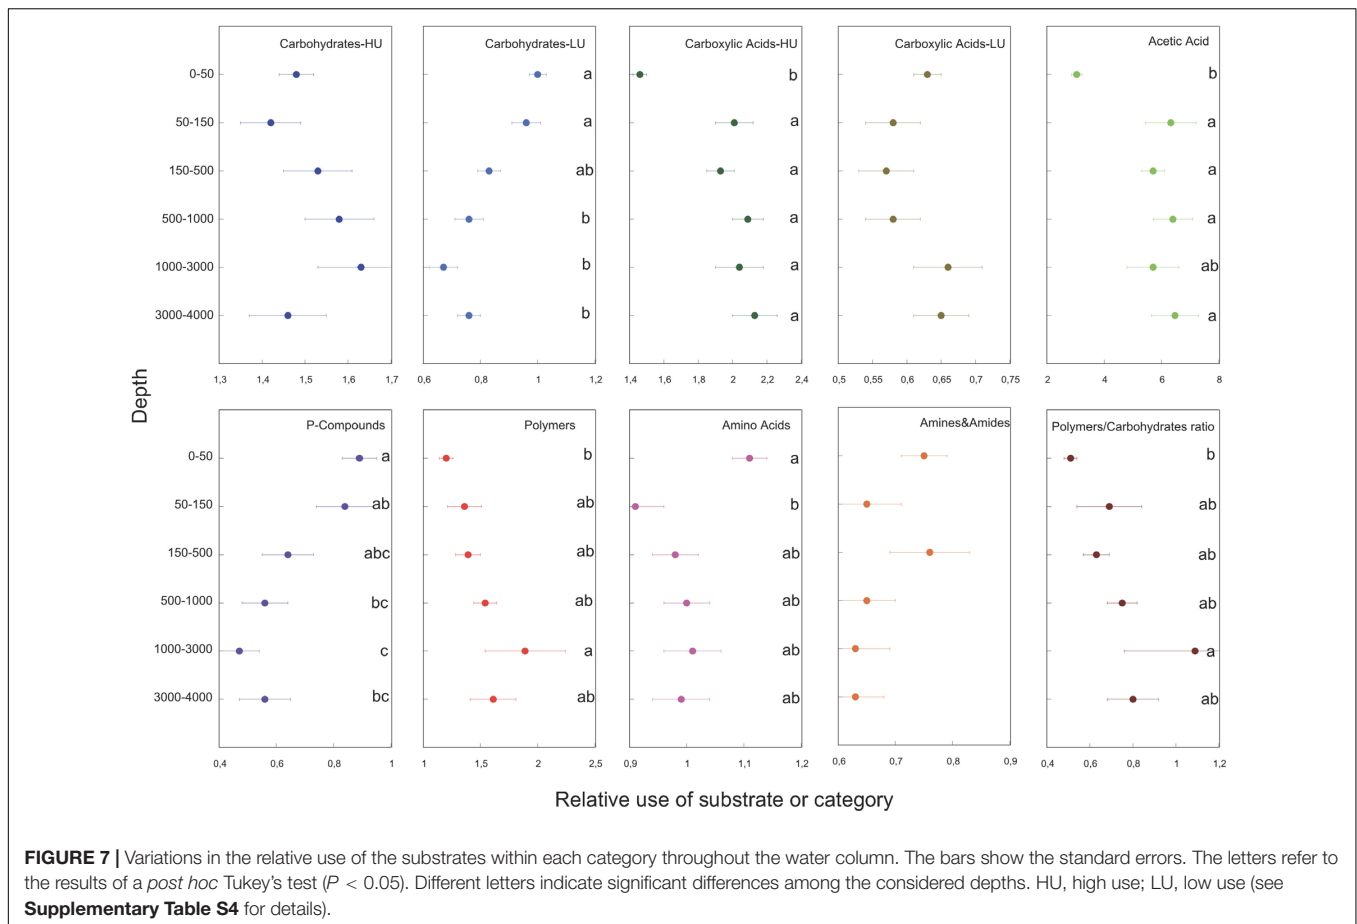 Carbohydrates-HU
Carbohydrates-LU
Carboxylic Acids-HU
Carboxylic Acids-LU
Acetic Acid
0-50 a b b
50-150 a a a
150-500 ab a a
500-1000 b a a
1000-3000 b a ab
3000-4000 b a a
1,3 1,4 1,5 1,6 1,7 0,6 0,8 1 1,2 1,4 1,6 2 2,2 2,4 0,5 0,55 0,6 0,65 0,75 2 4 6 8
Depth
P-Compounds
Polymers
Amino Acids
Amines&Amides
Polymers/Carbohydrates ratio
0-50 a b a b
50-150 ab ab b ab
150-500 abc ab ab ab
500-1000 bc ab ab ab
1000-3000 c a ab a
3000-4000 bc ab ab ab
0,4 0,6 0,8 1 1 1,5 2 2,5 0,9 1 1,1 1,2 0,6 0,7 0,8 0,9 0,4 0,6 0,8 1 1,2
Relative use of substrate or category
FIGURE 7 | Variations in the relative use of the substrates within each category throughout the water column. The bars show the standard errors. The letters refer to
the results of a post hoc Tukey's test (P < 0.05). Different letters indicate significant differences among the considered depths. HU, high use; LU, low use (see
Supplementary Table S4 for details).